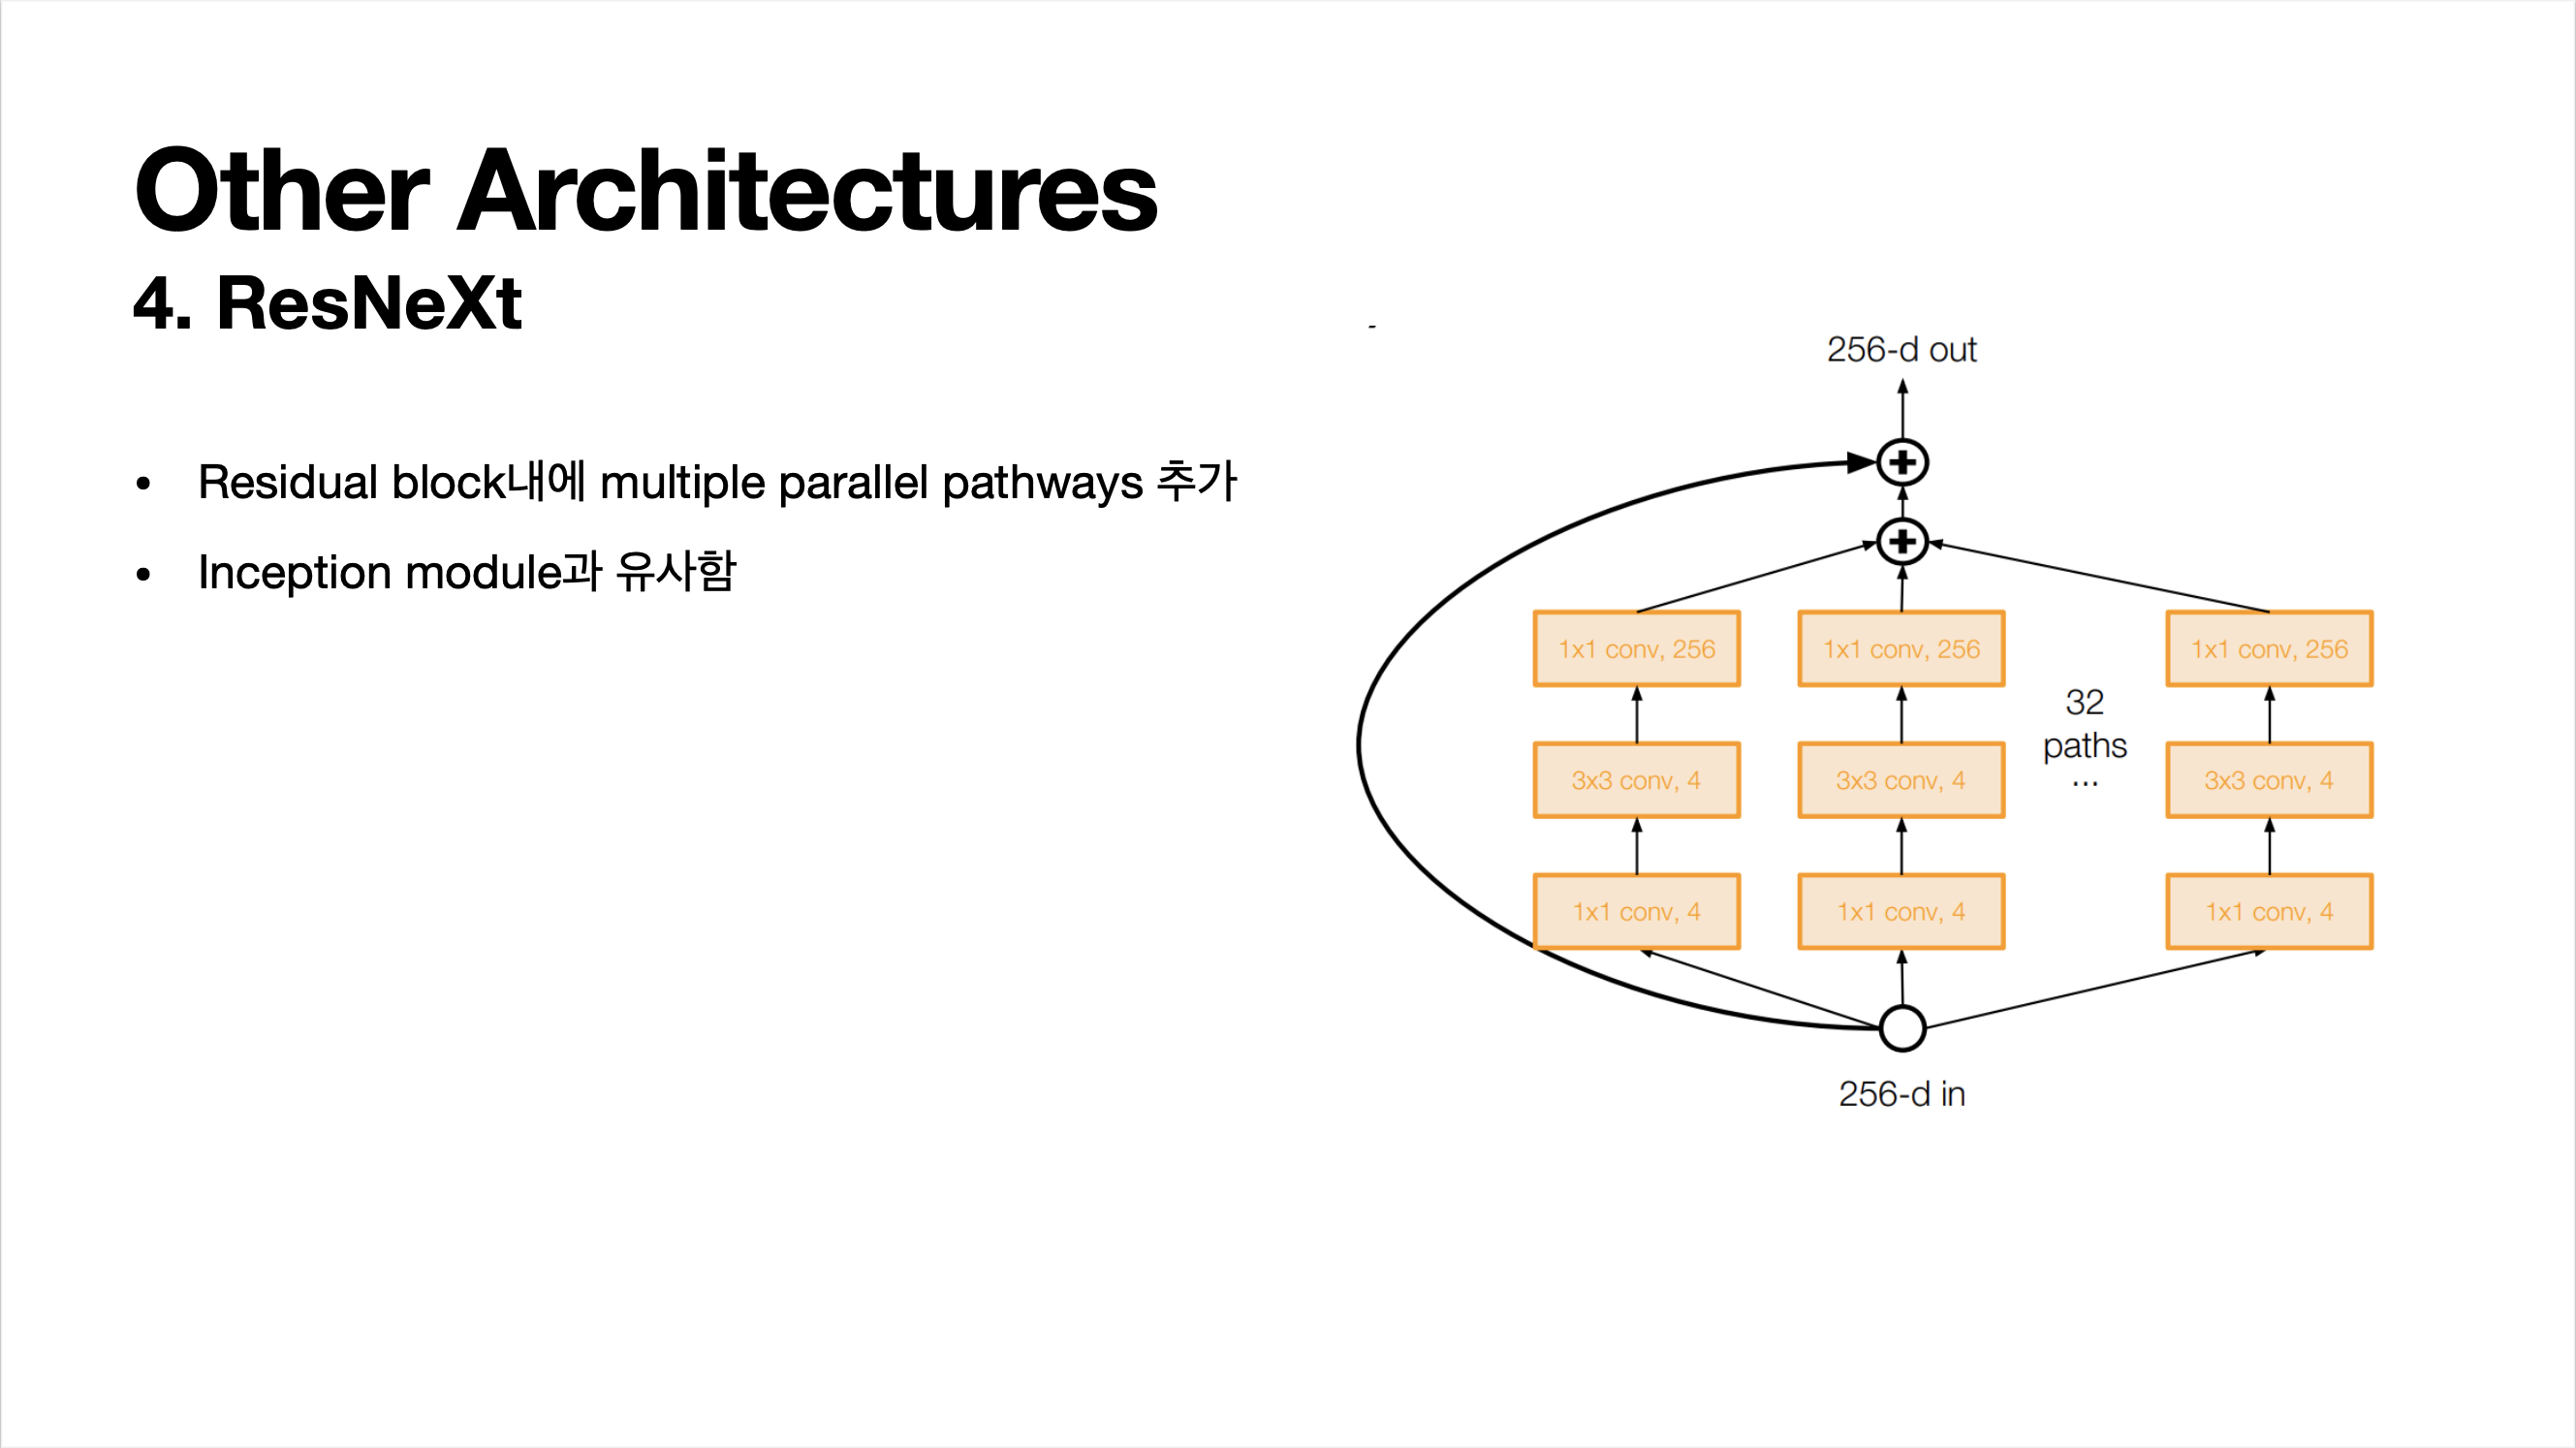 Other Architectures
4. ResNeXt
• Residual block내에 multiple parallel pathways 추가
• Inception module과 유사함
256-d out
1x1 conv, 256
1x1 conv, 256
1x1 conv, 256
32
paths
...
3x3 conv, 4
3x3 conv, 4
3x3 conv, 4
1x1 conv, 4
1x1 conv, 4
1x1 conv, 4
256-d in